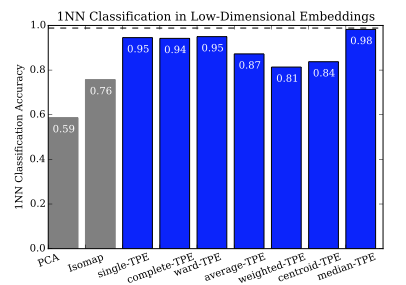 1NN Classification in Low-Dimensional Embeddings
1NN Classification Accuracy
1.0
0.8
0.6
0.4
0.2
0.0
0.59
0.76
0.95
0.94
0.95
0.87
0.81
0.84
0.98
PCA
Isomap
single-TPE
complete-TPE
ward-TPE
average-TPE
weighted-TPE
centroid-TPE
median-TPE